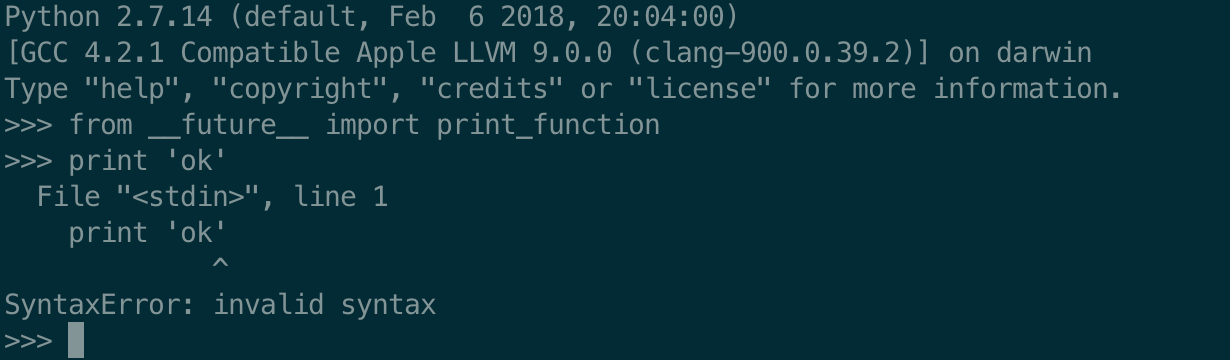 Python 2.7.14 (default, Feb  6 2018, 20:04:00)
[GCC 4.2.1 Compatible Apple LLVM 9.0.0 (clang-900.0.39.2)] on darwin
Type "help", "copyright", "credits" or "license" for more information.
>>> from __future__ import print_function
>>> print 'ok'
  File "<stdin>", line 1
    print 'ok'
             ^
SyntaxError: invalid syntax
>>>